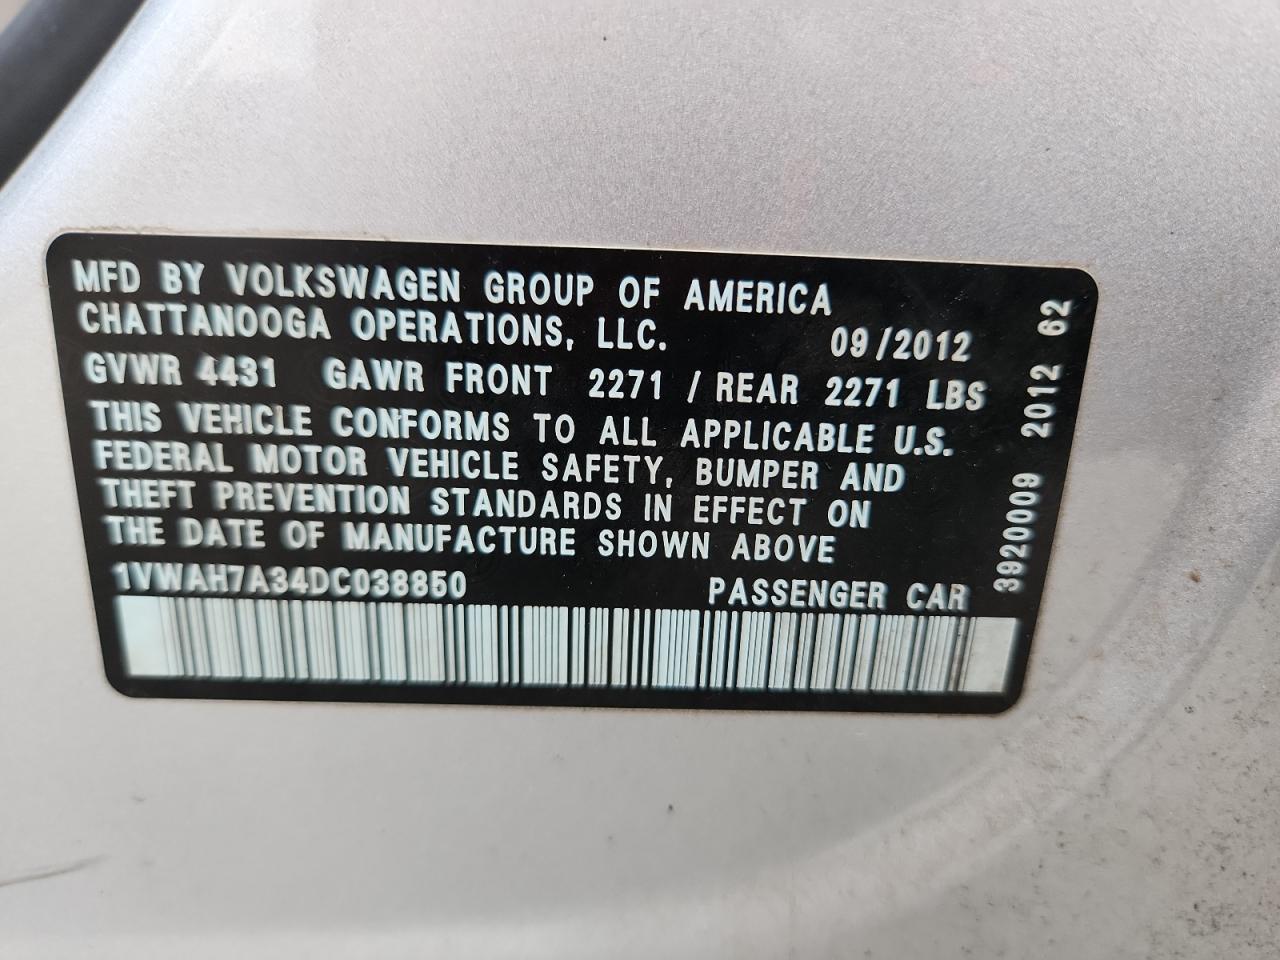 MFD BY VOLKSWAGEN GROUP OF AMERICA
CHATTANOOGA OPERATIONS, LLC. 09/2012
GVWR 4431 GAWR FRONT 2271 / REAR 2271 LBS
THIS VEHICLE CONFORMS TO ALL APPLICABLE U.S.
FEDERAL MOTOR VEHICLE SAFETY, BUMPER AND
THEFT PREVENTION STANDARDS IN EFFECT ON
THE DATE OF MANUFACTURE SHOWN ABOVE
1VWAH7A34DC038850 PASSENGER CAR
3920009 2012 62